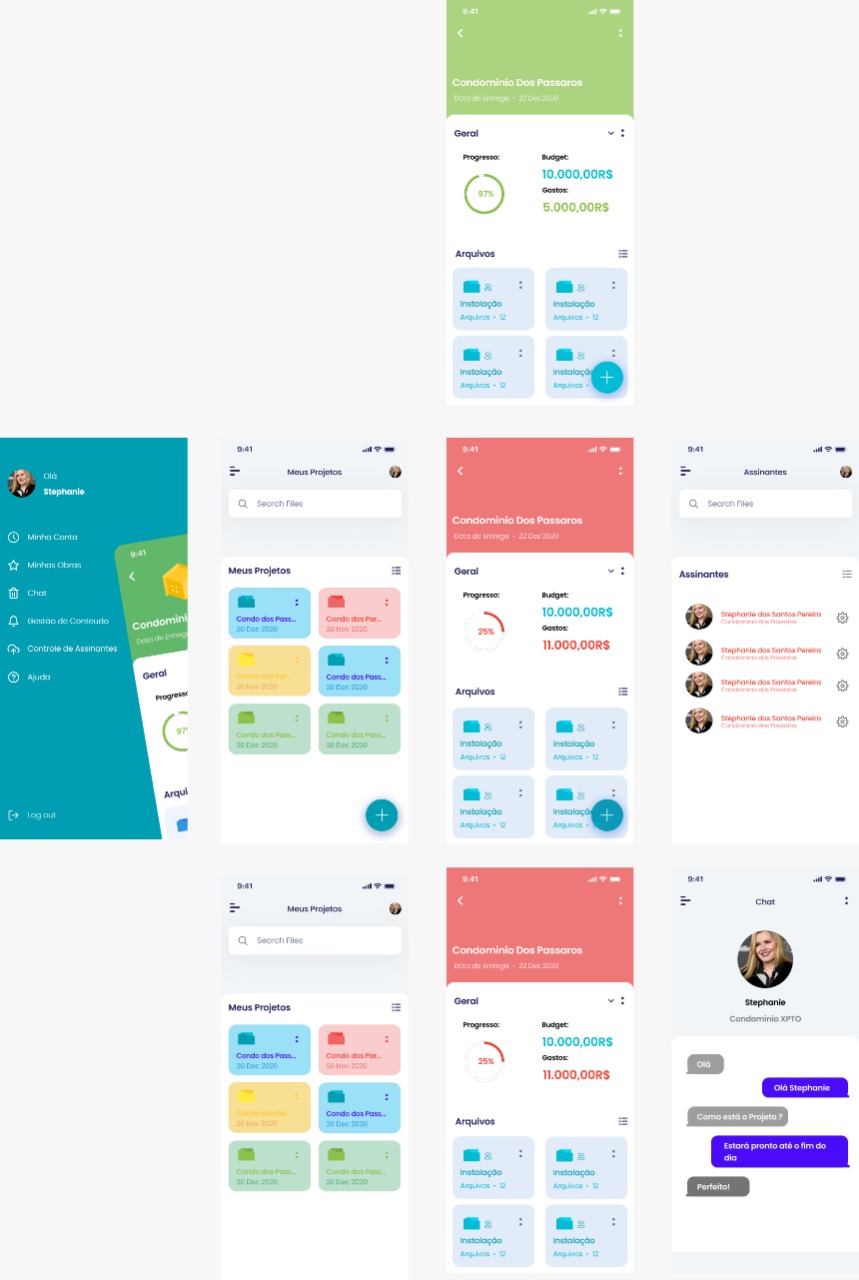 9:41
Condominio Dos Passaros
Data de Entrega • 22 Dez 2020
Geral
Progresso:
Budget:
97%
10.000,00R$
Gastos:
5.000,00R$
Arquivos
Instalação
Arquivos • 12
Instalação
Arquivos • 12
Instalação
Arquivos • 12
Instalaçã
Arquivos •
Olá
Stephanie
Minha Conta
Minhas Obras
Chat
Gestão de Conteudo
Controle de Assinantes
Ajuda
Log out
9:41
Condomin
Data de Entreg
Geral
Progresso
97
Arqui
9:41
Meus Projetos
Search Files
Meus Projetos
Condo dos Pass...
20 Dec 2020
Condo dos Par...
20 Nov 2020
Condo dos Par...
20 Nov 2020
Condo dos Pass...
20 Dec 2020
Condo dos Pass...
20 Dec 2020
Condo dos Pass...
20 Dec 2020
9:41
Condominio Dos Passaros
Data de Entrega • 22 Dez 2020
Geral
Progresso:
Budget:
25%
10.000,00R$
Gastos:
11.000,00R$
Arquivos
Instalação
Arquivos • 12
Instalação
Arquivos • 12
Instalação
Arquivos • 12
Instalaçã
Arquivos • 12
9:41
Assinantes
Search Files
Assinantes
Stephanie dos Santos Pereira
Condominio dos Passaros
Stephanie dos Santos Pereira
Condominio dos Passaros
Stephanie dos Santos Pereira
Condominio dos Passaros
Stephanie dos Santos Pereira
Condominio dos Passaros
9:41
Meus Projetos
Search Files
Meus Projetos
Condo dos Pass...
20 Dec 2020
Condo dos Par...
20 Nov 2020
Condo dos Par...
20 Nov 2020
Condo dos Pass...
20 Dec 2020
Condo dos Pass...
20 Dec 2020
Condo dos Pass...
20 Dec 2020
9:41
Condominio Dos Passaros
Data de Entrega • 22 Dez 2020
Geral
Progresso:
Budget:
25%
10.000,00R$
Gastos:
11.000,00R$
Arquivos
Instalação
Arquivos • 12
Instalação
Arquivos • 12
Instalação
Arquivos • 12
Instalação
Arquivos • 12
9:41
Chat
Stephanie
Condominio XPTO
Olá
Olá Stephanie
Como está o Projeto ?
Estará pronto até o fim do
dia
Perfeito!